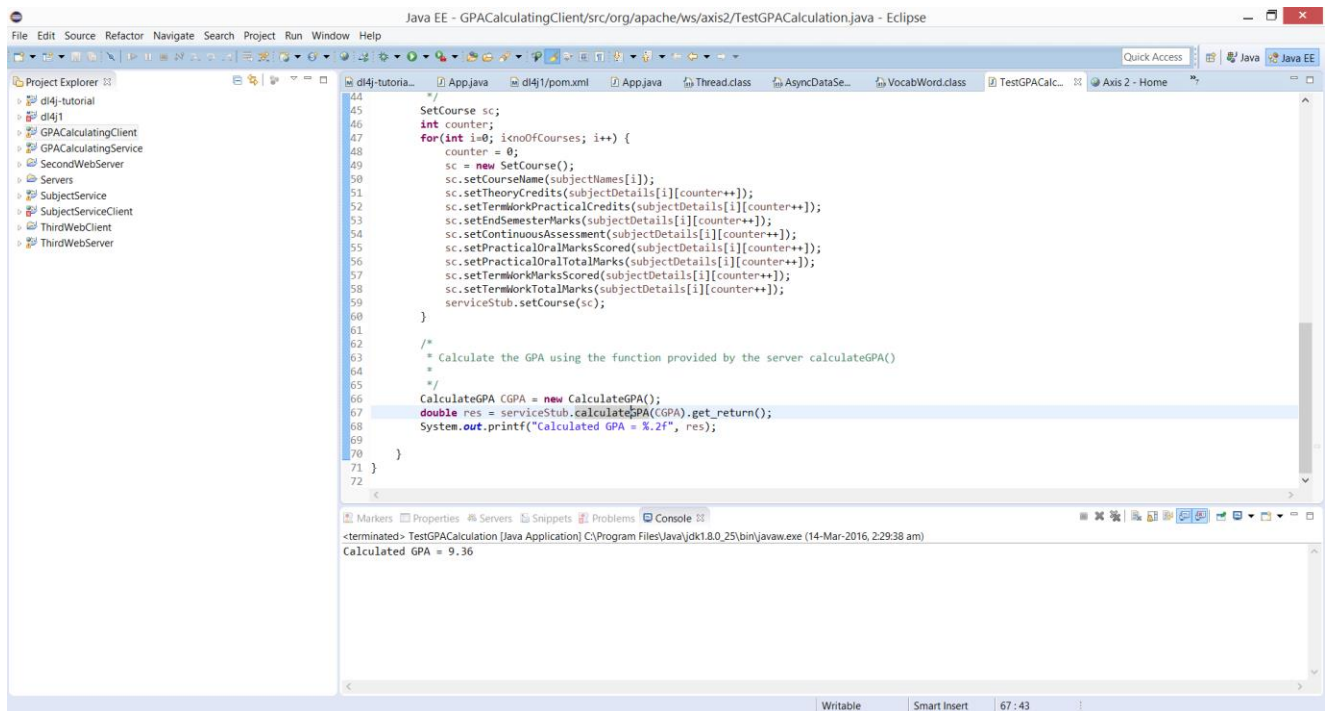 Java EE - GPACalculatingClient/src/org/apache/ws/axis2/TestGPACalculation.java - Eclipse
File Edit Source Refactor Navigate Search Project Run Window Help
Quick Access Java Java EE
Project Explorer
dl4j-tutoria... App.java dl4j1/pom.xml App.java Thread.class AsyncDataSe... VocabWord.class TestGPACalc... Axis 2 - Home
dl4j-tutorial
dl4j1
GPACalculatingClient
GPACalculatingService
SecondWebServer
Servers
SubjectService
SubjectServiceClient
ThirdWebClient
ThirdWebServer
44 */
45 SetCourse sc;
46 int counter;
47 for(int i=0; i<noOfCourses; i++) {
48 counter = 0;
49 sc = new SetCourse();
50 sc.setCourseName(subjectNames[i]);
51 sc.setTheoryCredits(subjectDetails[i][counter++]);
52 sc.setTermWorkPracticalCredits(subjectDetails[i][counter++]);
53 sc.setEndSemesterMarks(subjectDetails[i][counter++]);
54 sc.setContinuousAssessment(subjectDetails[i][counter++]);
55 sc.setPracticalOralMarksScored(subjectDetails[i][counter++]);
56 sc.setPracticalOralTotalMarks(subjectDetails[i][counter++]);
57 sc.setTermWorkMarksScored(subjectDetails[i][counter++]);
58 sc.setTermWorkTotalMarks(subjectDetails[i][counter++]);
59 serviceStub.setCourse(sc);
60 }
61
62 /*
63 * Calculate the GPA using the function provided by the server calculateGPA()
64 *
65 */
66 CalculateGPA CGPA = new CalculateGPA();
67 double res = serviceStub.calculateGPA(CGPA).get_return();
68 System.out.printf("Calculated GPA = %.2f", res);
69
70 }
71 }
72
Markers Properties Servers Snippets Problems Console
<terminated> TestGPACalculation [Java Application] C:\Program Files\Java\jdk1.8.0_25\bin\javaw.exe (14-Mar-2016, 2:29:38 am)
Calculated GPA = 9.36
Writable Smart Insert 67 : 43